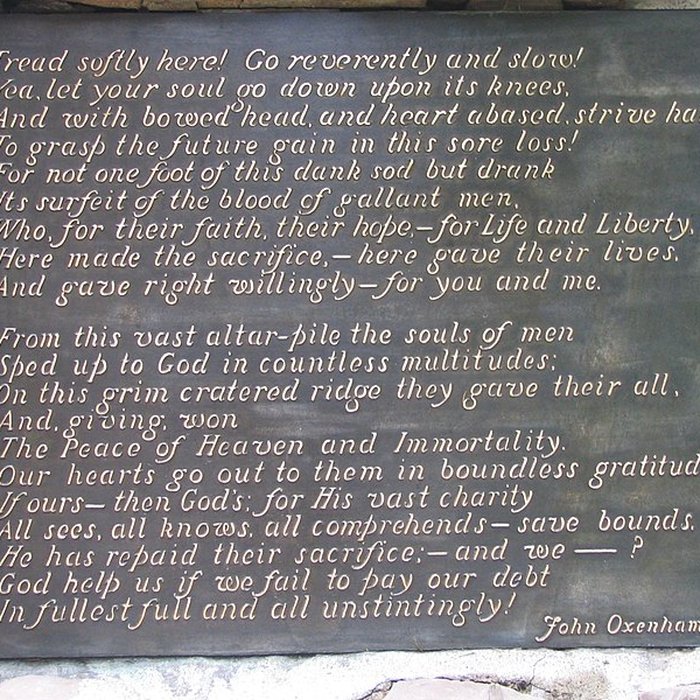 Tread softly here! Go reverently and slow!
Yea, let your soul go down upon its knees,
And with bowed head, and heart abased, strive ha
To grasp the future gain in this sore loss!
For not one foot of this dank sod but drank
Its surfeit of the blood of gallant men,
Who, for their faith, their hope,—for Life and Liberty,
Here made the sacrifice,—here gave their lives,
And gave right willingly—for you and me.
From this vast altar-pile the souls of men
Sped up to God in countless multitudes;
On this grim cratered ridge they gave their all,
And, giving, won
The Peace of Heaven and Immortality.
Our hearts go out to them in boundless gratitud
If ours—then God's; for His vast charity
All sees, all knows, all comprehends—save bounds.
He has repaid their sacrifice;—and we — ?
God help us if we fail to pay our debt
In fullest full and all unstintingly!
John Oxenham